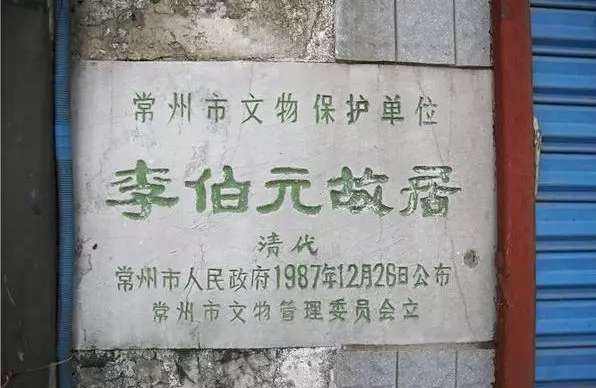 常州市文物保护单位
李伯元故居
清代
常州市人民政府1987年12月26日公布
常州市文物管理委员会立